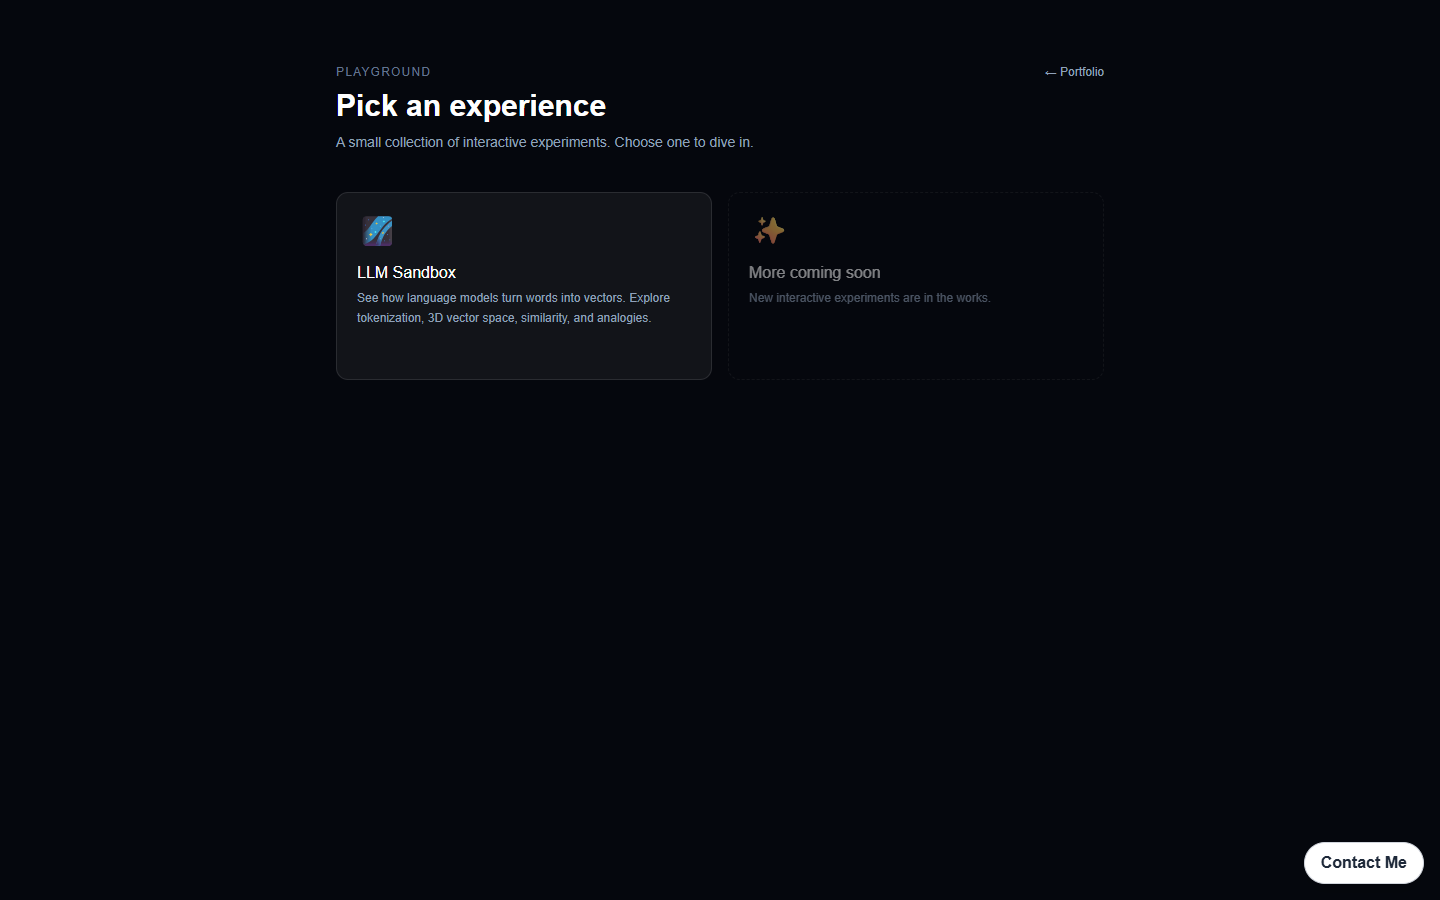 PLAYGROUND
← Portfolio
Pick an experience
A small collection of interactive experiments. Choose one to dive in.
LLM Sandbox
See how language models turn words into vectors. Explore
tokenization, 3D vector space, similarity, and analogies.
More coming soon
New interactive experiments are in the works.
Contact Me